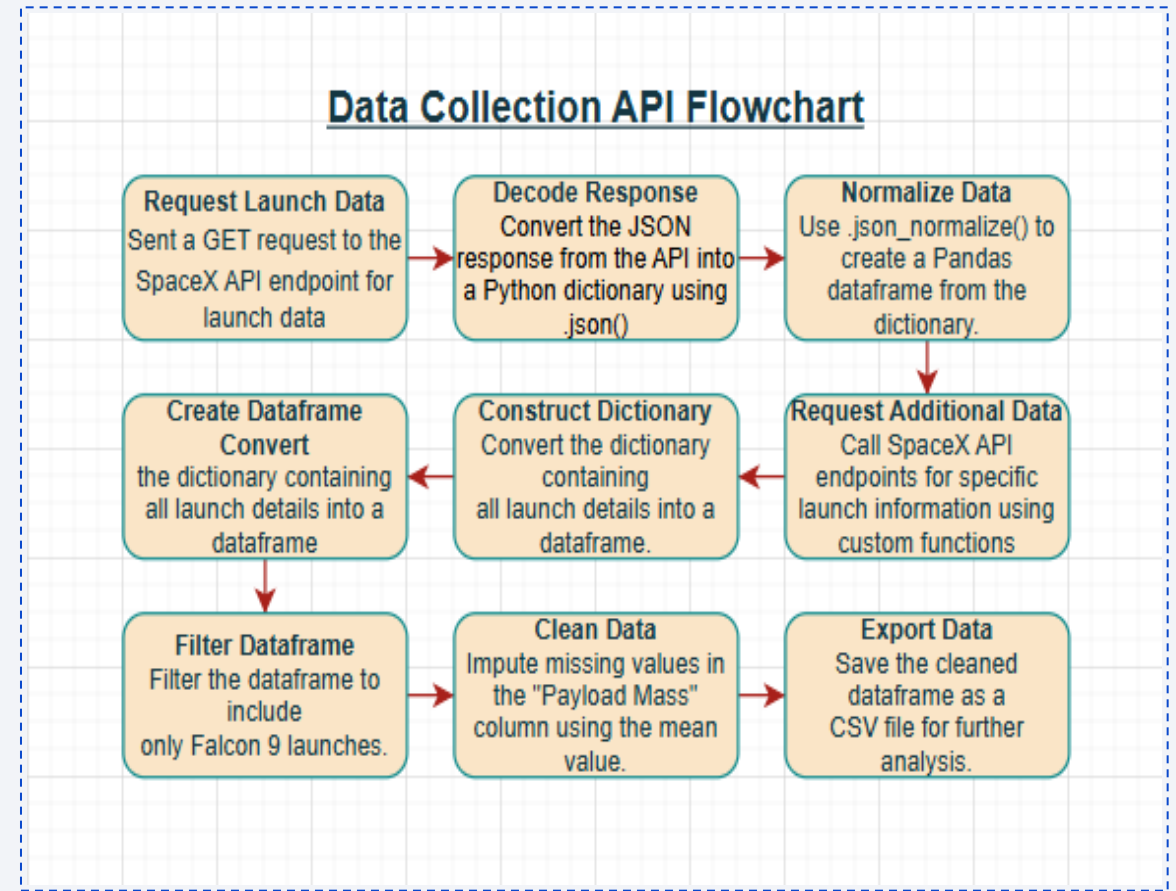 Data Collection API Flowchart
Request Launch Data
Sent a GET request to the
SpaceX API endpoint for
launch data
Decode Response
Convert the JSON
response from the API into
a Python dictionary using
.json()
Normalize Data
Use .json_normalize() to
create a Pandas
dataframe from the
dictionary.
Request Additional Data
Call SpaceX API
endpoints for specific
launch information using
custom functions
Construct Dictionary
Convert the dictionary
containing
all launch details into a
dataframe.
Create Dataframe
Convert
the dictionary containing
all launch details into a
dataframe
Filter Dataframe
Filter the dataframe to
include
only Falcon 9 launches.
Clean Data
Impute missing values in
the "Payload Mass"
column using the mean
value.
Export Data
Save the cleaned
dataframe as a
CSV file for further
analysis.